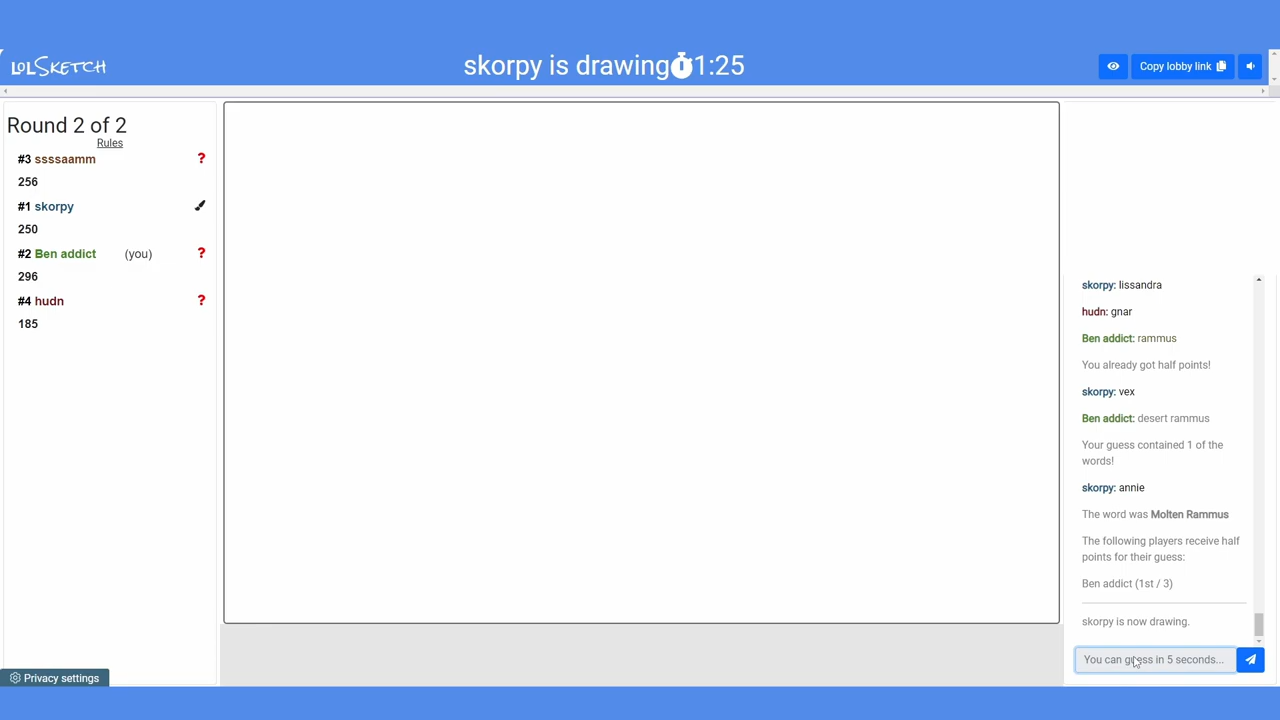 LOLSKETCH
skorpy is drawing 1:25
Copy lobby link
Round 2 of 2
Rules
#3 ssssaamm ?
256
#1 skorpy
250
#2 Ben addict (you) ?
296
#4 hudn ?
185
skorpy: lissandra
hudn: gnar
Ben addict: rammus
You already got half points!
skorpy: vex
Ben addict: desert rammus
Your guess contained 1 of the
words!
skorpy: annie
The word was Molten Rammus
The following players receive half
points for their guess:
Ben addict (1st / 3)
skorpy is now drawing.
You can guess in 5 seconds...
Privacy settings